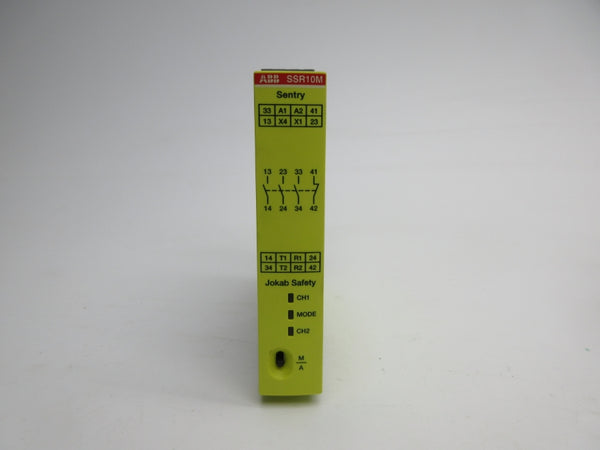 ABB SSR10M
Sentry
33 A1 A2 41
13 X4 X1 23
13 23 33 41
14 24 34 42
14 T1 R1 24
34 T2 R2 42
Jokab Safety
CH1
MODE
CH2
M
A